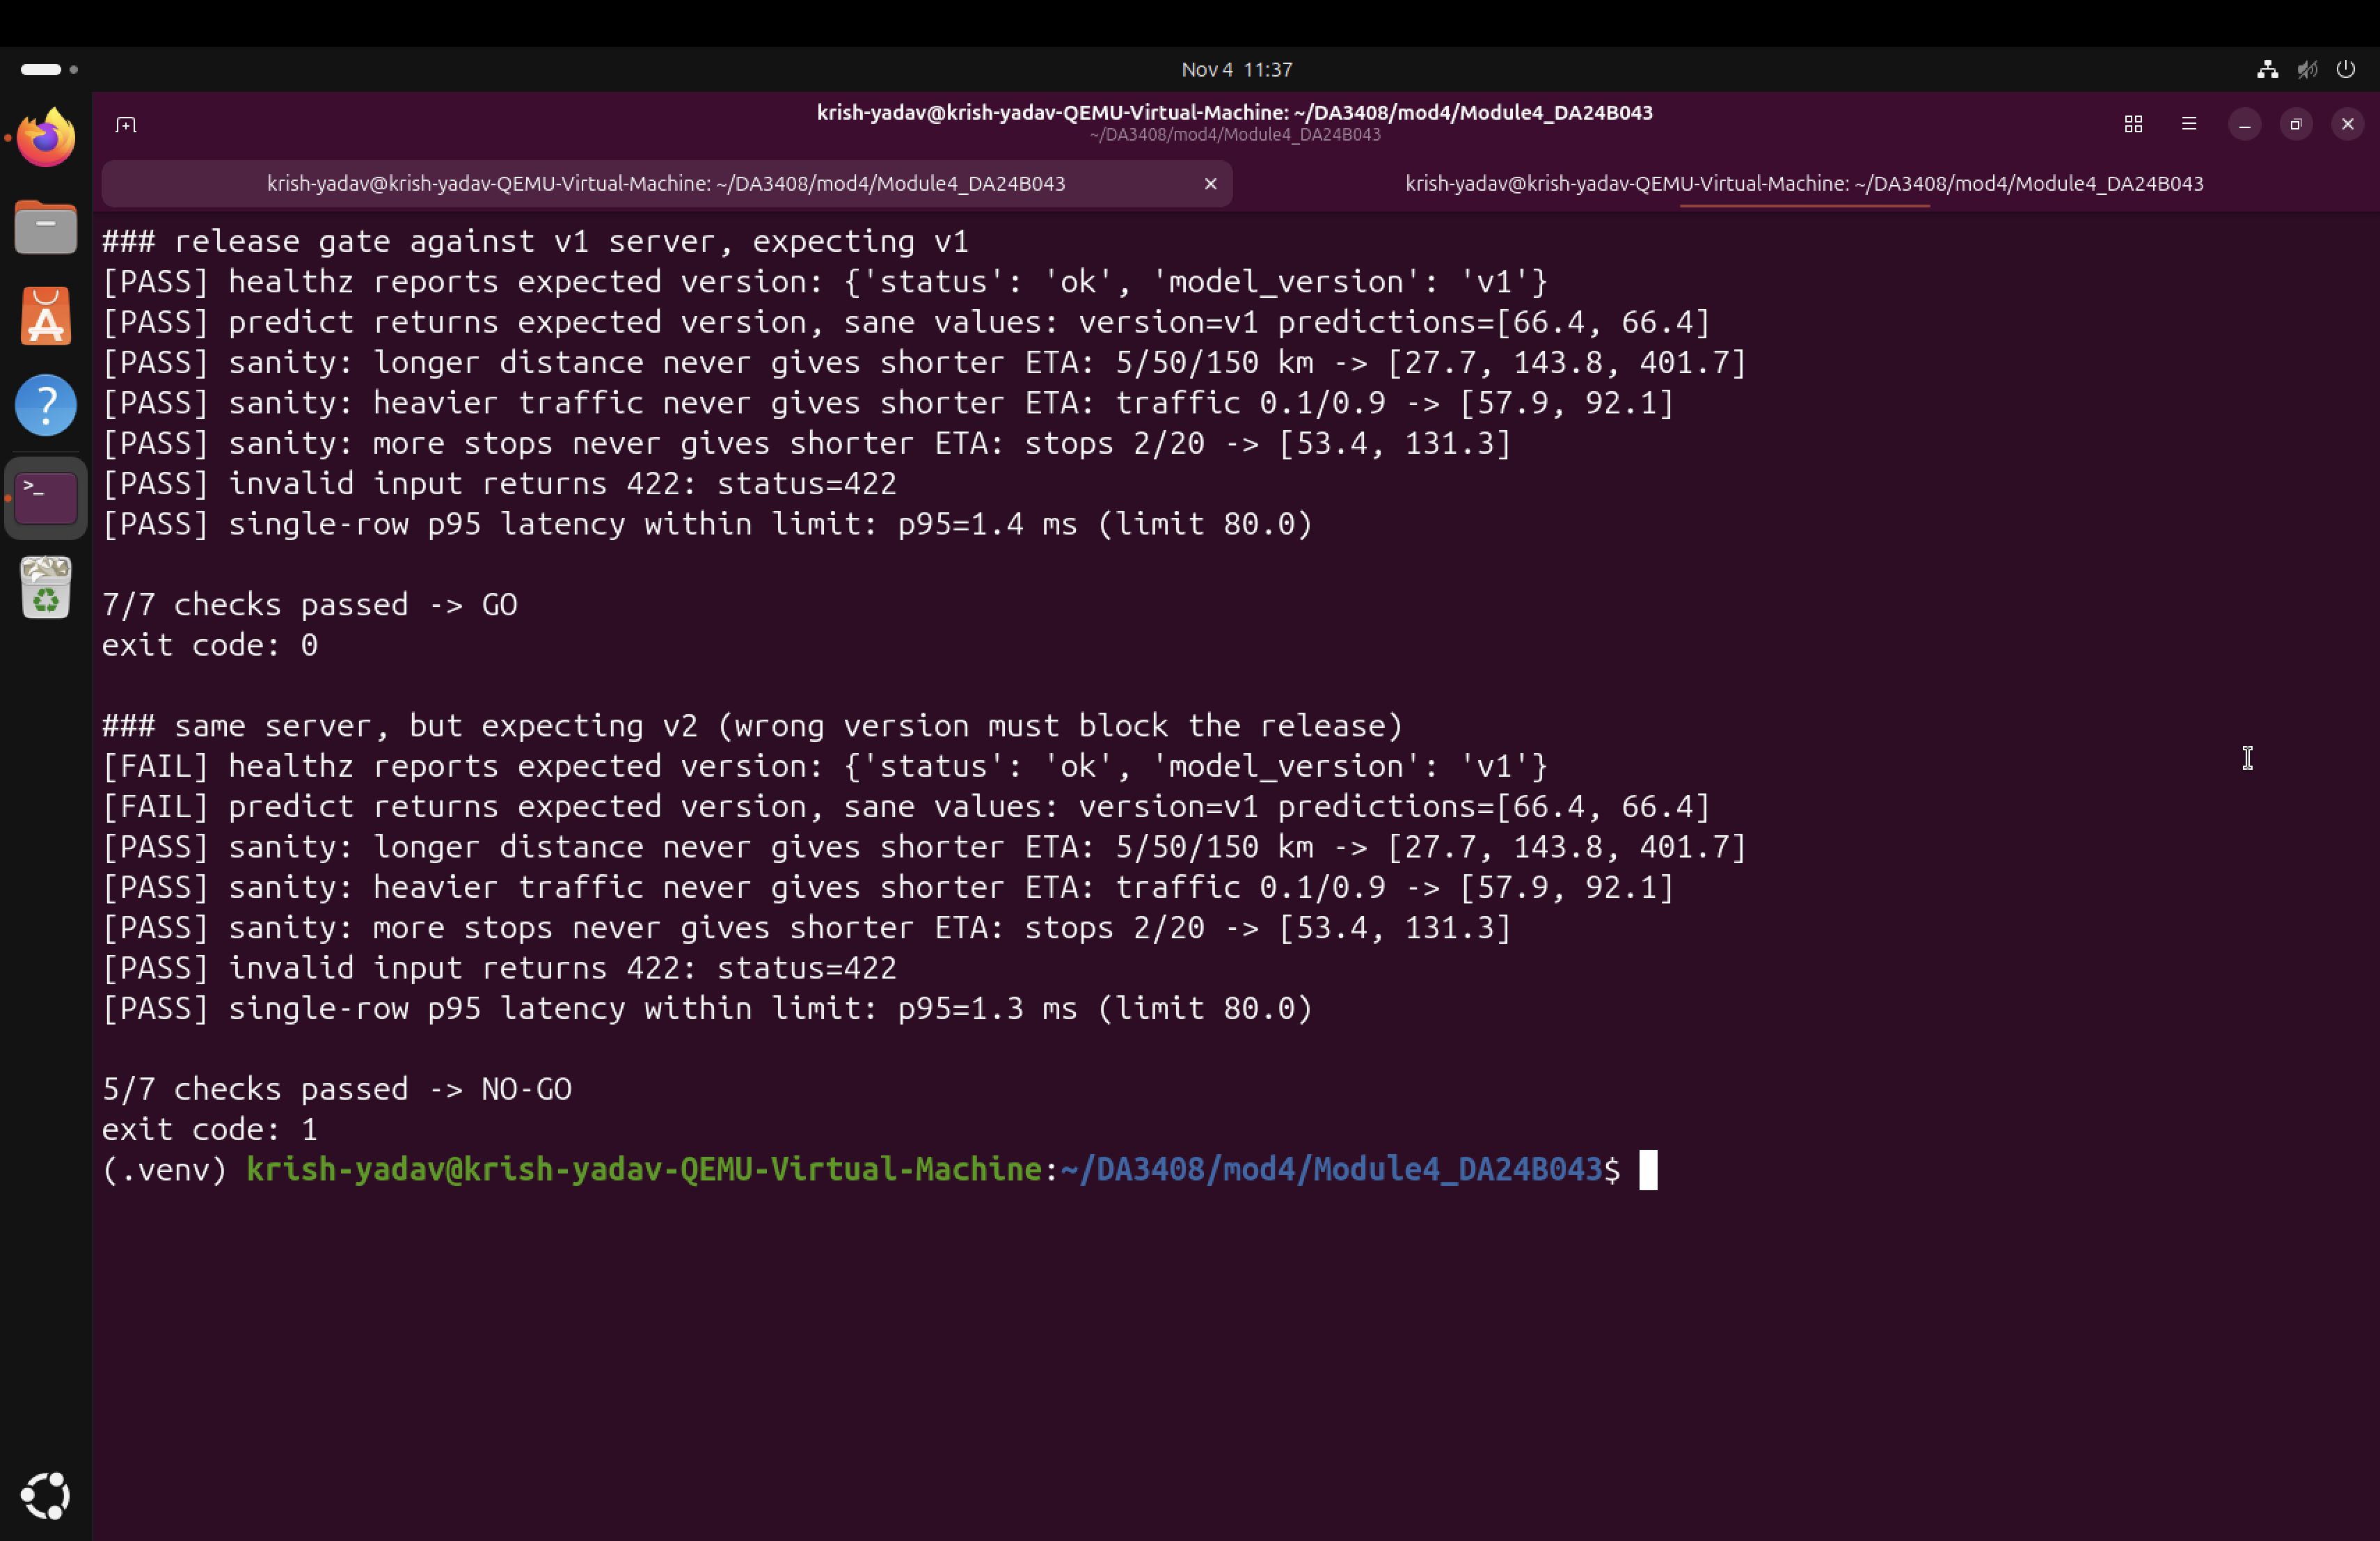 Nov 4 11:37
krish-yadav@krish-yadav-QEMU-Virtual-Machine: ~/DA3408/mod4/Module4_DA24B043
~/DA3408/mod4/Module4_DA24B043
krish-yadav@krish-yadav-QEMU-Virtual-Machine: ~/DA3408/mod4/Module4_DA24B043
krish-yadav@krish-yadav-QEMU-Virtual-Machine: ~/DA3408/mod4/Module4_DA24B043
### release gate against v1 server, expecting v1
[PASS] healthz reports expected version: {'status': 'ok', 'model_version': 'v1'}
[PASS] predict returns expected version, sane values: version=v1 predictions=[66.4, 66.4]
[PASS] sanity: longer distance never gives shorter ETA: 5/50/150 km -> [27.7, 143.8, 401.7]
[PASS] sanity: heavier traffic never gives shorter ETA: traffic 0.1/0.9 -> [57.9, 92.1]
[PASS] sanity: more stops never gives shorter ETA: stops 2/20 -> [53.4, 131.3]
[PASS] invalid input returns 422: status=422
[PASS] single-row p95 latency within limit: p95=1.4 ms (limit 80.0)
7/7 checks passed -> GO
exit code: 0
### same server, but expecting v2 (wrong version must block the release)
[FAIL] healthz reports expected version: {'status': 'ok', 'model_version': 'v1'}
[FAIL] predict returns expected version, sane values: version=v1 predictions=[66.4, 66.4]
[PASS] sanity: longer distance never gives shorter ETA: 5/50/150 km -> [27.7, 143.8, 401.7]
[PASS] sanity: heavier traffic never gives shorter ETA: traffic 0.1/0.9 -> [57.9, 92.1]
[PASS] sanity: more stops never gives shorter ETA: stops 2/20 -> [53.4, 131.3]
[PASS] invalid input returns 422: status=422
[PASS] single-row p95 latency within limit: p95=1.3 ms (limit 80.0)
5/7 checks passed -> NO-GO
exit code: 1
(.venv) krish-yadav@krish-yadav-QEMU-Virtual-Machine:~/DA3408/mod4/Module4_DA24B043$